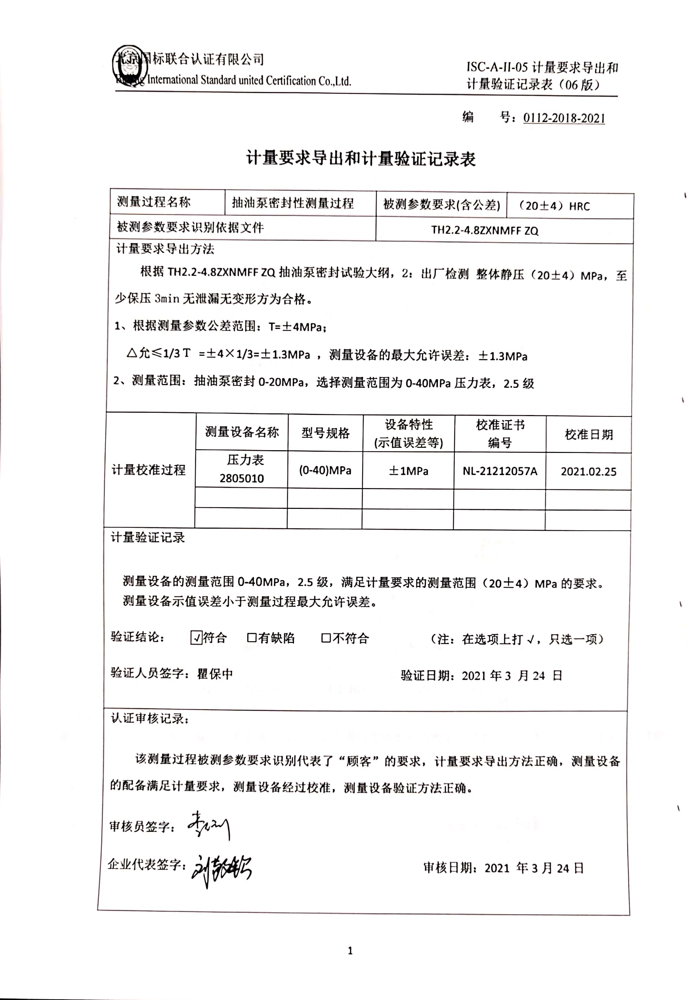 北京国标联合认证有限公司
Beijing International Standard united Certification Co.,Ltd.
ISC-A-II-05 计量要求导出和
计量验证记录表（06 版）
编 号：0112-2018-2021
计量要求导出和计量验证记录表
测量过程名称 抽油泵密封性测量过程 被测参数要求(含公差) （20±4）HRC
被测参数要求识别依据文件 TH2.2-4.8ZXNMFF ZQ
计量要求导出方法
根据 TH2.2-4.8ZXNMFF ZQ 抽油泵密封试验大纲，2：出厂检测 整体静压（20±4）MPa，至
少保压 3min 无泄漏无变形方为合格。
1、根据测量参数公差范围：T=±4MPa；
△允≤1/3 T =±4×1/3=±1.3MPa ，测量设备的最大允许误差：±1.3MPa
2、测量范围：抽油泵密封 0-20MPa，选择测量范围为 0-40MPa 压力表，2.5 级
计量校准过程
测量设备名称 型号规格 设备特性 (示值误差等) 校准证书 编号 校准日期
压力表 2805010 (0-40)MPa ±1MPa NL-21212057A 2021.02.25
计量验证记录
测量设备的测量范围 0-40MPa，2.5 级，满足计量要求的测量范围（20±4）MPa 的要求。
测量设备示值误差小于测量过程最大允许误差。
验证结论： ☑符合 □有缺陷 □不符合 （注：在选项上打 √，只选一项）
验证人员签字：瞿保中 验证日期：2021 年 3 月 24 日
认证审核记录：
该测量过程被测参数要求识别代表了“顾客”的要求，计量要求导出方法正确，测量设备
的配备满足计量要求，测量设备经过校准，测量设备验证方法正确。
审核员签字：
企业代表签字： 审核日期：2021 年 3 月 24 日
1